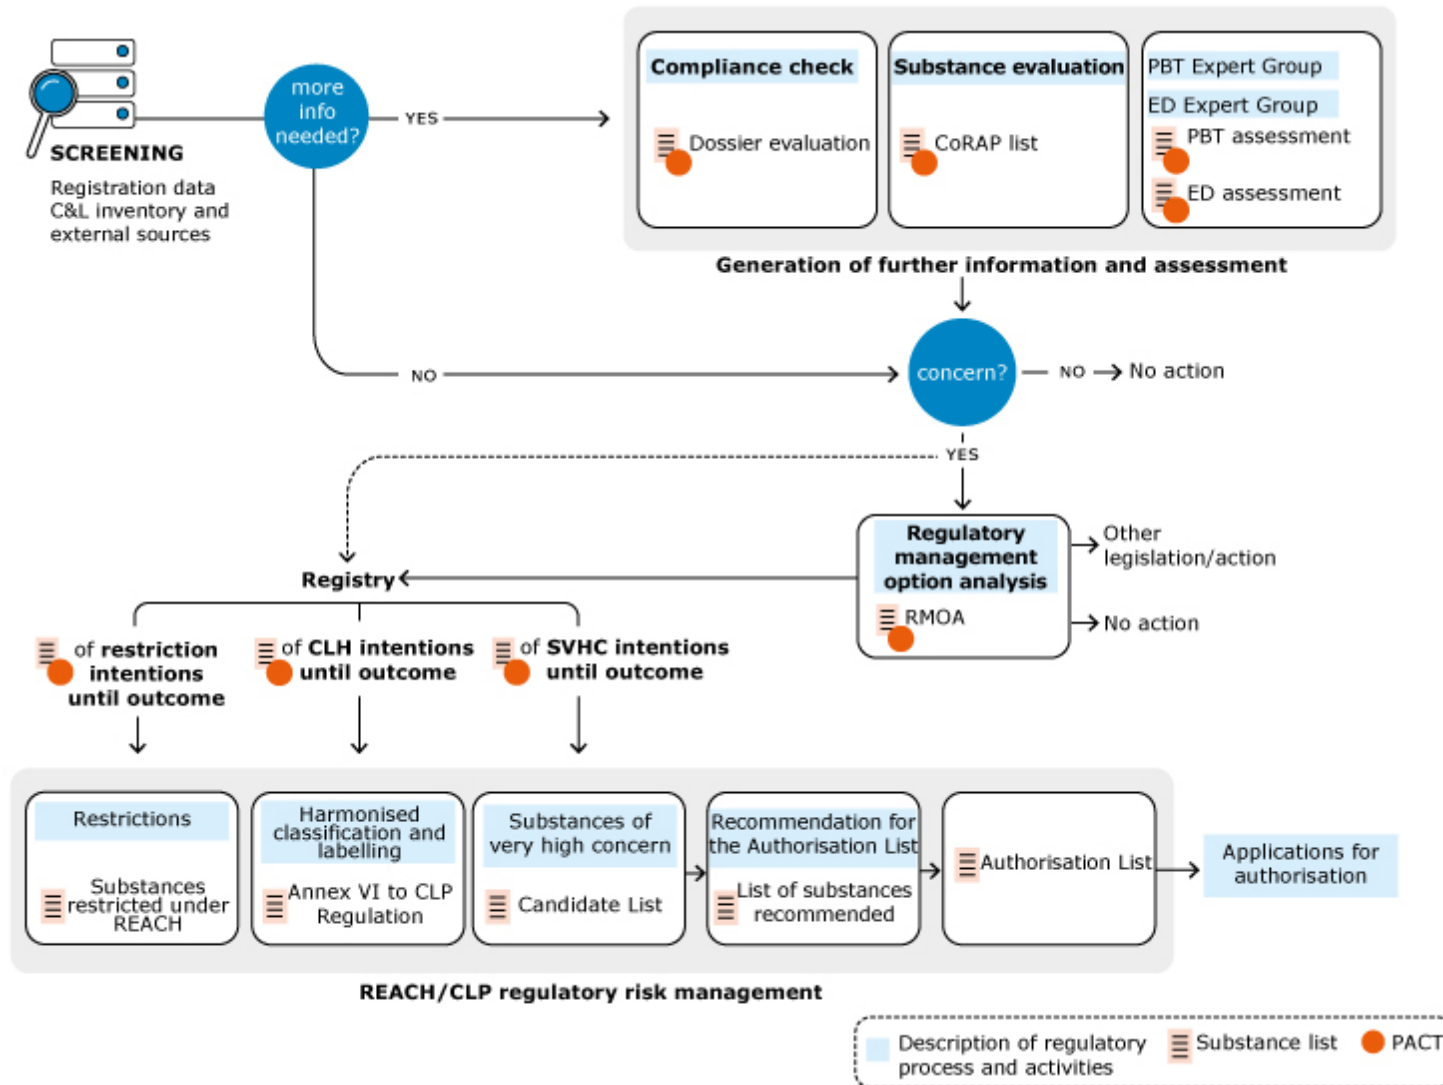 SCREENING
Registration data
C&L inventory and
external sources
more
info
needed?
YES
Compliance check
Dossier evaluation
Substance evaluation
CoRAP list
PBT Expert Group
ED Expert Group
PBT assessment
ED assessment
Generation of further information and assessment
NO
concern?
NO
No action
YES
Regulatory
management
option analysis
RMOA
Other
legislation/action
No action
Registry
of restriction
intentions
until outcome
of CLH intentions
until outcome
of SVHC intentions
until outcome
Restrictions
Substances
restricted under
REACH
Harmonised
classification and
labelling
Annex VI to CLP
Regulation
Substances of
very high concern
Candidate List
Recommendation for
the Authorisation List
List of substances
recommended
Authorisation List
Applications for
authorisation
REACH/CLP regulatory risk management
Description of regulatory
process and activities
Substance list
PACT